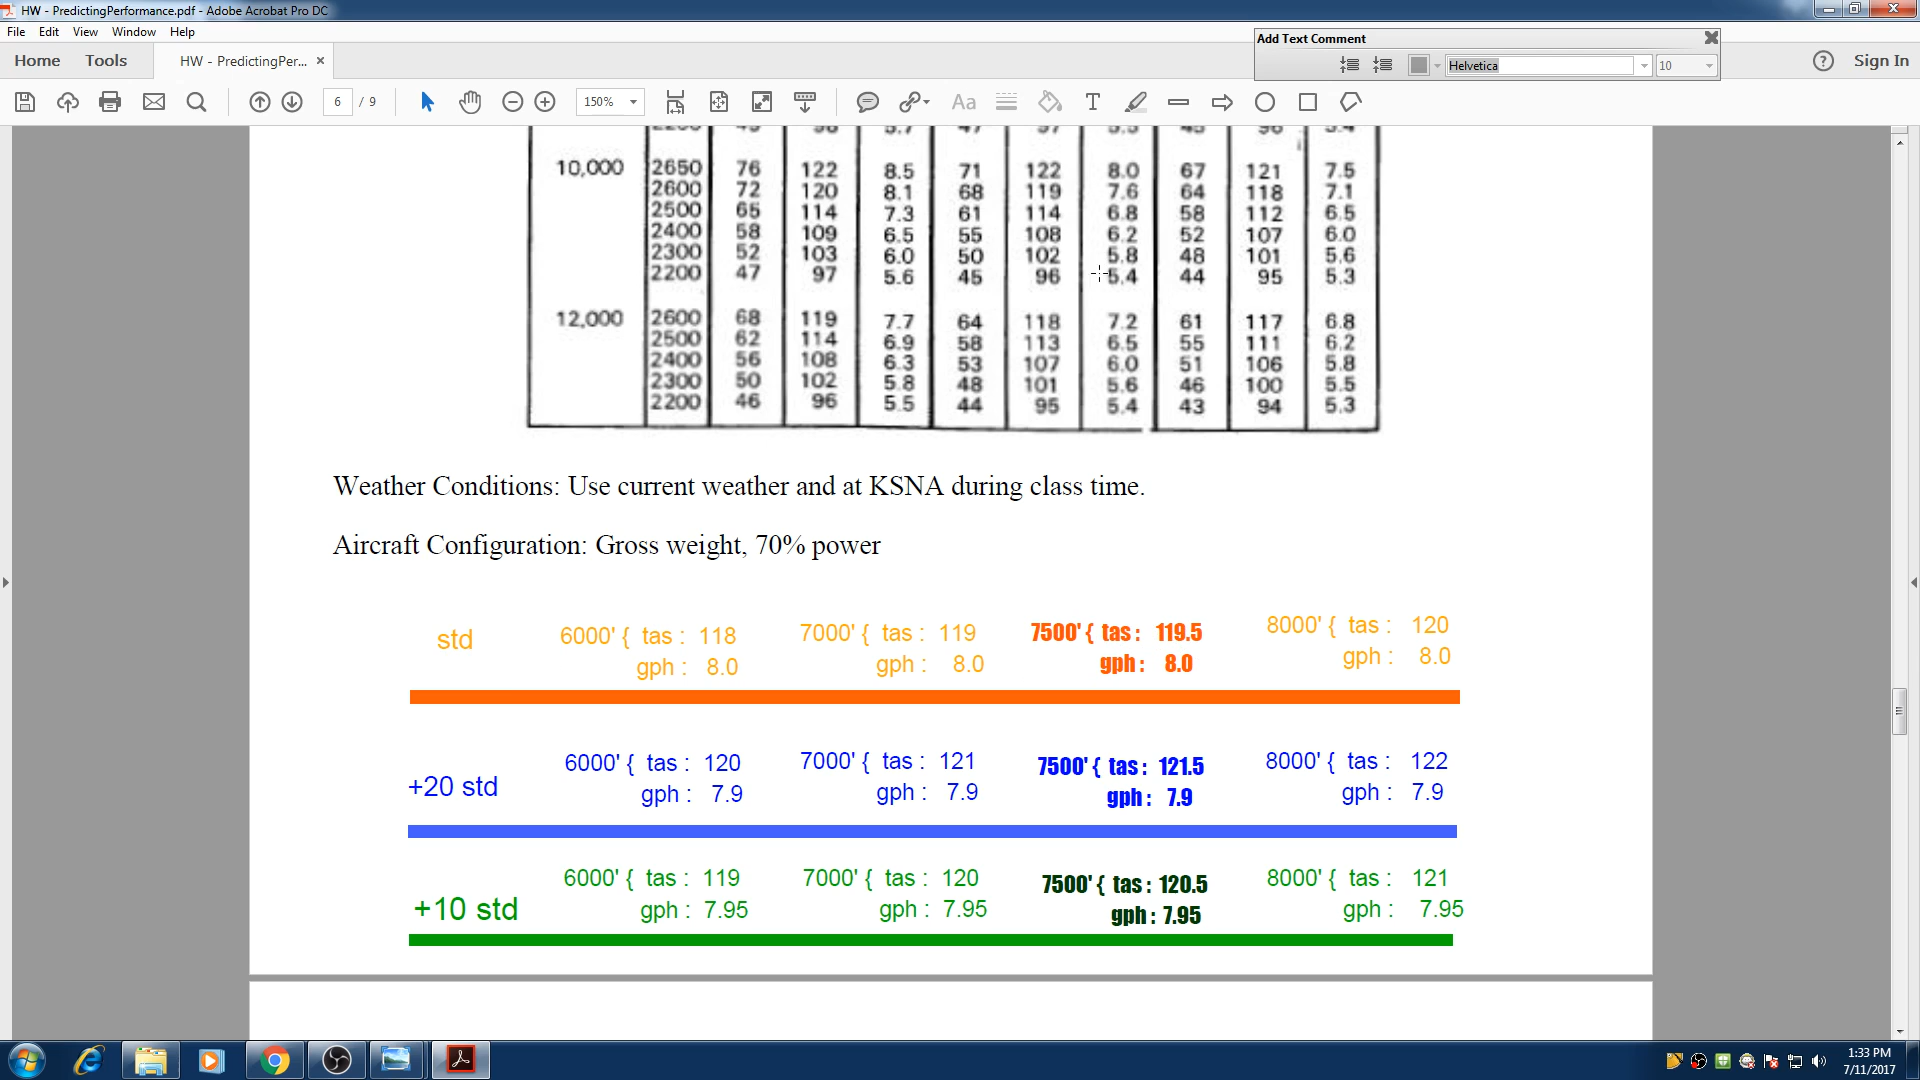 HW - PredictingPerformance.pdf - Adobe Acrobat Pro DC
File Edit View Window Help
Add Text Comment
Home Tools HW - PredictingPer... × Helvetica 10 Sign In
6 / 9 150%
10,000 2650 76 122 8.5 71 122 8.0 67 121 7.5
2600 72 120 8.1 68 119 7.6 64 118 7.1
2500 65 114 7.3 61 114 6.8 58 112 6.5
2400 58 109 6.5 55 108 6.2 52 107 6.0
2300 52 103 6.0 50 102 5.8 48 101 5.6
2200 47 97 5.6 45 96 5.4 44 95 5.3
12,000 2600 68 119 7.7 64 118 7.2 61 117 6.8
2500 62 114 6.9 58 113 6.5 55 111 6.2
2400 56 108 6.3 53 107 6.0 51 106 5.8
2300 50 102 5.8 48 101 5.6 46 100 5.5
2200 46 96 5.5 44 95 5.4 43 94 5.3
Weather Conditions: Use current weather and at KSNA during class time.
Aircraft Configuration: Gross weight, 70% power
std 6000' { tas : 118 7000' { tas : 119 7500' { tas : 119.5 8000' { tas : 120
gph : 8.0 gph : 8.0 gph : 8.0 gph : 8.0
+20 std 6000' { tas : 120 7000' { tas : 121 7500' { tas : 121.5 8000' { tas : 122
gph : 7.9 gph : 7.9 gph : 7.9 gph : 7.9
+10 std 6000' { tas : 119 7000' { tas : 120 7500' { tas : 120.5 8000' { tas : 121
gph : 7.95 gph : 7.95 gph : 7.95 gph : 7.95
1:33 PM
7/11/2017